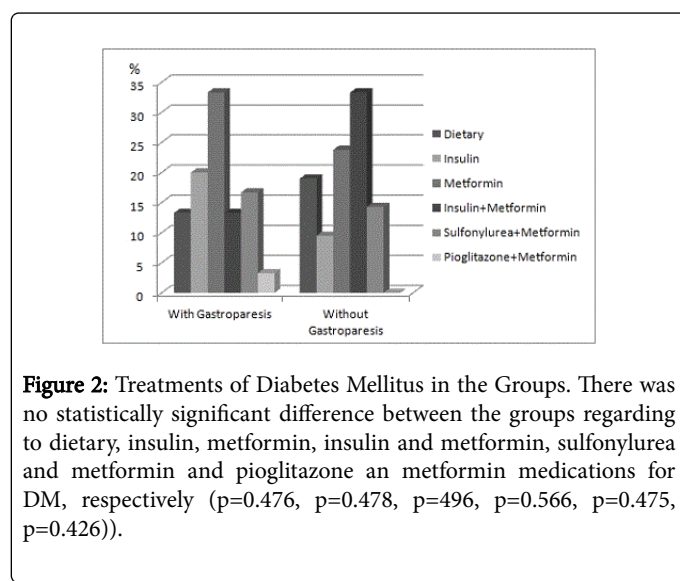 %
35
30
25
20
15
10
5
0
With Gastroparesis
Without
Gastroparesis
Dietary
Insulin
Metformin
Insulin+Metformin
Sulfonylurea+Metformin
Pioglitazone+Metformin
Figure 2: Treatments of Diabetes Mellitus in the Groups. There was
no statistically significant difference between the groups regarding
to dietary, insulin, metformin, insulin and metformin, sulfonylurea
and metformin and pioglitazone an metformin medications for
DM, respectively (p=0.476, p=0.478, p=496, p=0.566, p=0.475,
p=0.426)).